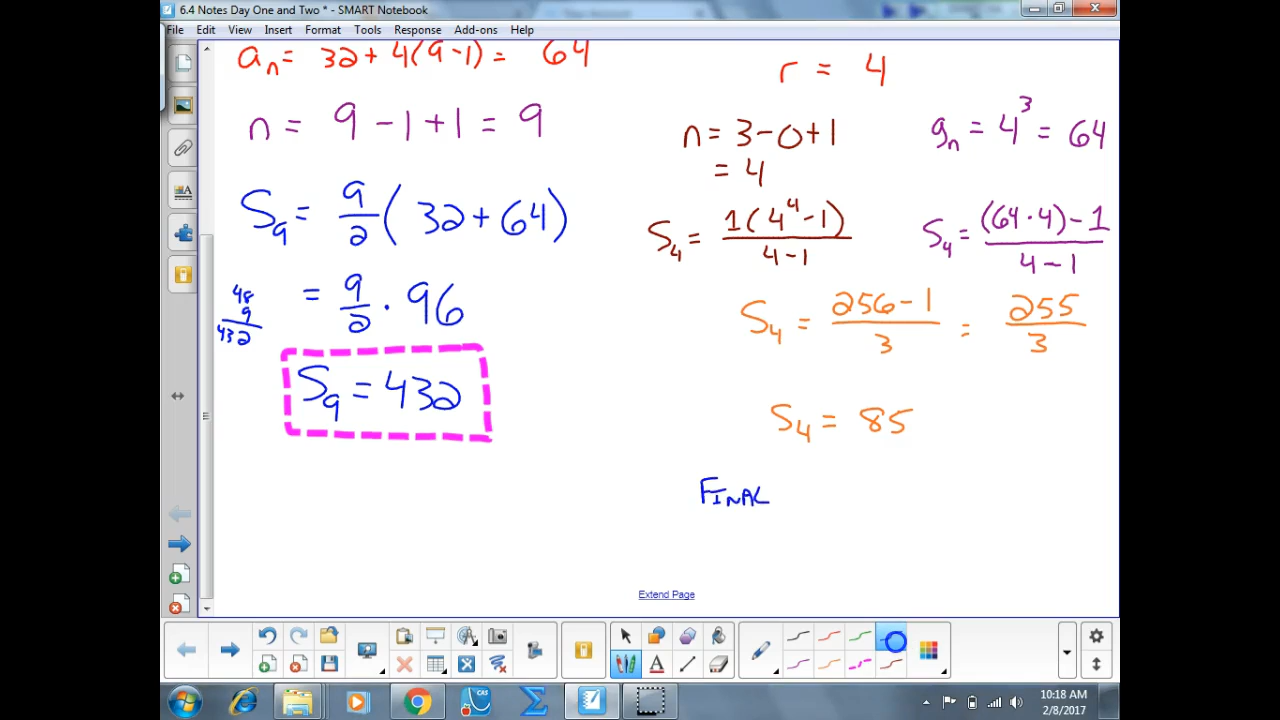 6.4 Notes Day One and Two * - SMART Notebook
File Edit View Insert Format Tools Response Add-ons Help
aₙ = 32 + 4(9-1) = 64
n = 9 - 1 + 1 = 9
S₉ = 9/2 (32 + 64)
= 9/2 · 96
48
9
432
S₉ = 432
r = 4
n = 3 - 0 + 1
= 4
gₙ = 4³ = 64
S₄ = 1(4⁴ - 1)/(4 - 1)
S₄ = (64 · 4) - 1/(4 - 1)
S₄ = 256 - 1/3 = 255/3
S₄ = 85
FINAL
Extend Page
A
A
CAS
Σ
10:18 AM
2/8/2017